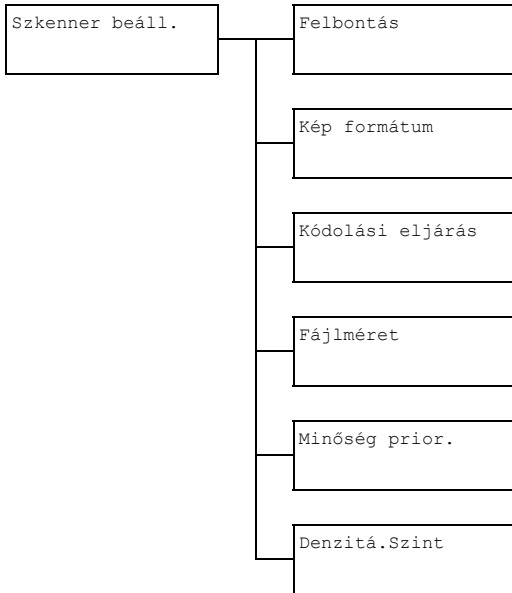 Szkenner beáll.
Felbontás
Kép formátum
Kódolási eljárás
Fájlméret
Minőség prior.
Denzitá.Szint